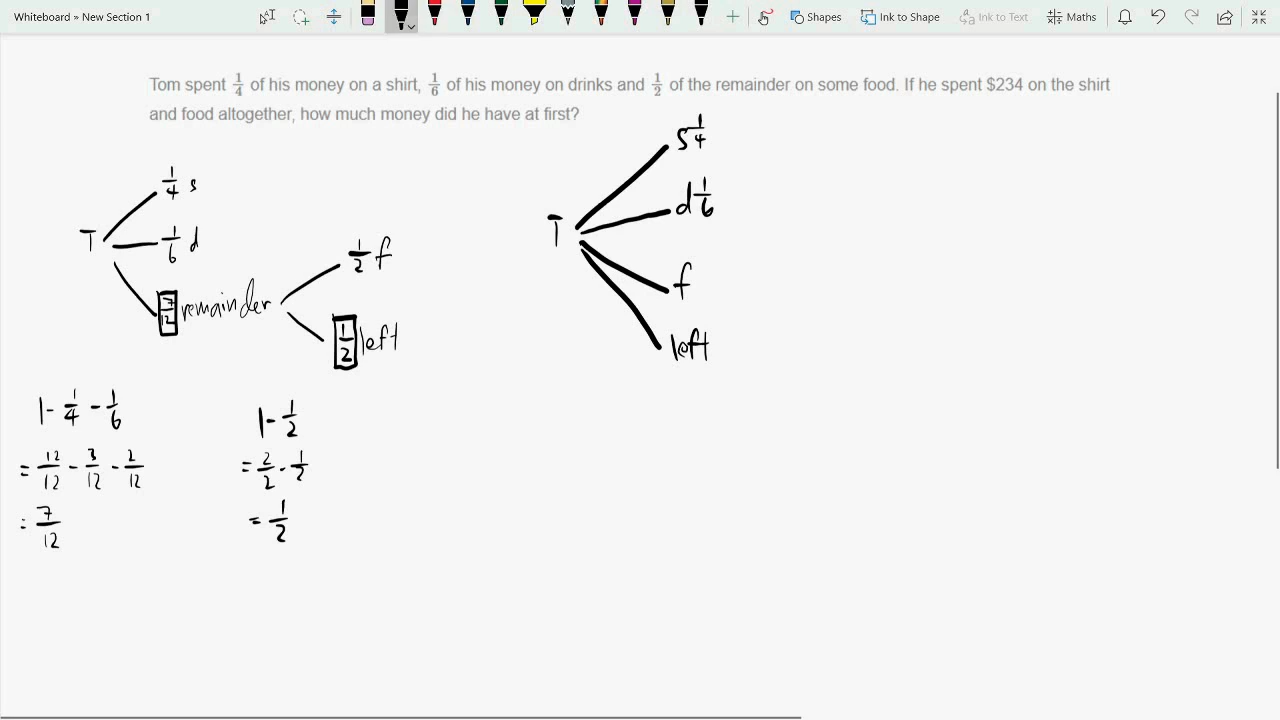 Whiteboard » New Section 1
Shapes Ink to Shape Ink to Text Maths
Tom spent 1/4 of his money on a shirt, 1/6 of his money on drinks and 1/2 of the remainder on some food. If he spent $234 on the shirt
and food altogether, how much money did he have at first?
T
1/4 s
1/6 d
7/12 remainder
1/2 f
1/2 left
T
s 1/4
d 1/6
f
left
1 - 1/4 - 1/6
= 12/12 - 3/12 - 2/12
= 7/12
1 - 1/2
= 2/2 - 1/2
= 1/2